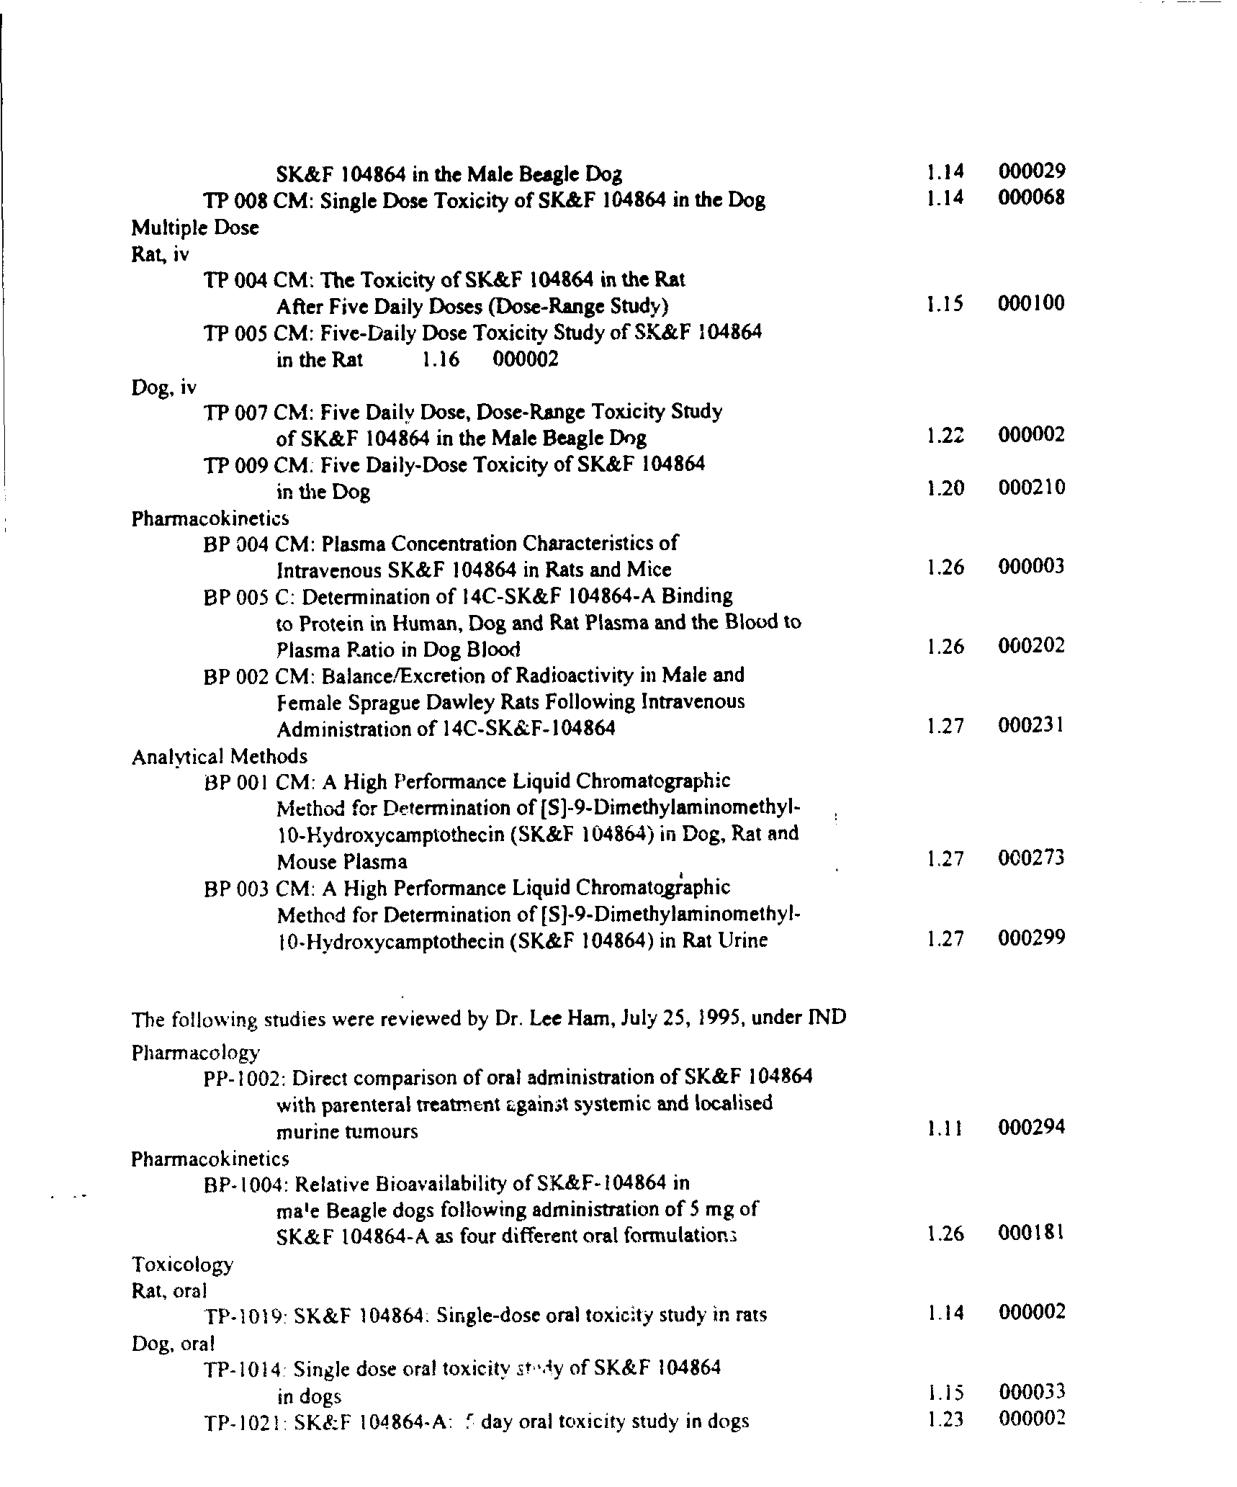 SK&F 104864 in the Male Beagle Dog 1.14 000029
TP 008 CM: Single Dose Toxicity of SK&F 104864 in the Dog 1.14 000068
Multiple Dose
Rat, iv
TP 004 CM: The Toxicity of SK&F 104864 in the Rat
After Five Daily Doses (Dose-Range Study) 1.15 000100
TP 005 CM: Five-Daily Dose Toxicity Study of SK&F 104864
in the Rat 1.16 000002
Dog, iv
TP 007 CM: Five Daily Dose, Dose-Range Toxicity Study
of SK&F 104864 in the Male Beagle Dog 1.22 000002
TP 009 CM: Five Daily-Dose Toxicity of SK&F 104864
in the Dog 1.20 000210
Pharmacokinetics
BP 004 CM: Plasma Concentration Characteristics of
Intravenous SK&F 104864 in Rats and Mice 1.26 000003
BP 005 C: Determination of 14C-SK&F 104864-A Binding
to Protein in Human, Dog and Rat Plasma and the Blood to
Plasma Ratio in Dog Blood 1.26 000202
BP 002 CM: Balance/Excretion of Radioactivity in Male and
Female Sprague Dawley Rats Following Intravenous
Administration of 14C-SK&F-104864 1.27 000231
Analytical Methods
BP 001 CM: A High Performance Liquid Chromatographic
Method for Determination of [S]-9-Dimethylaminomethyl-
10-Hydroxycamptothecin (SK&F 104864) in Dog, Rat and
Mouse Plasma 1.27 000273
BP 003 CM: A High Performance Liquid Chromatographic
Method for Determination of [S]-9-Dimethylaminomethyl-
10-Hydroxycamptothecin (SK&F 104864) in Rat Urine 1.27 000299
The following studies were reviewed by Dr. Lee Ham, July 25, 1995, under IND
Pharmacology
PP-1002: Direct comparison of oral administration of SK&F 104864
with parenteral treatment against systemic and localised
murine tumours 1.11 000294
Pharmacokinetics
BP-1004: Relative Bioavailability of SK&F-104864 in
male Beagle dogs following administration of 5 mg of
SK&F 104864-A as four different oral formulations 1.26 000181
Toxicology
Rat, oral
TP-1019: SK&F 104864: Single-dose oral toxicity study in rats 1.14 000002
Dog, oral
TP-1014: Single dose oral toxicity study of SK&F 104864
in dogs 1.15 000033
TP-1021: SK&F 104864-A: 5 day oral toxicity study in dogs 1.23 000002